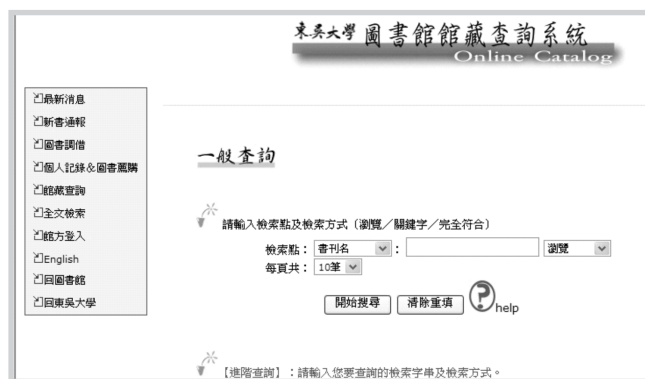 東吳大學圖書館館藏查詢系統
Online Catalog
最新消息
新書通報
圖書調借
個人記錄&圖書薦購
館藏查詢
全文檢索
館方登入
English
回圖書館
回東吳大學
一般查詢
請輸入檢索點及檢索方式〔瀏覽／關鍵字／完全符合〕
檢索點： 書刊名 ： 瀏覽
每頁共： 10筆
開始搜尋 清除重填 ? help
【進階查詢】：請輸入您要查詢的檢索字串及檢索方式。